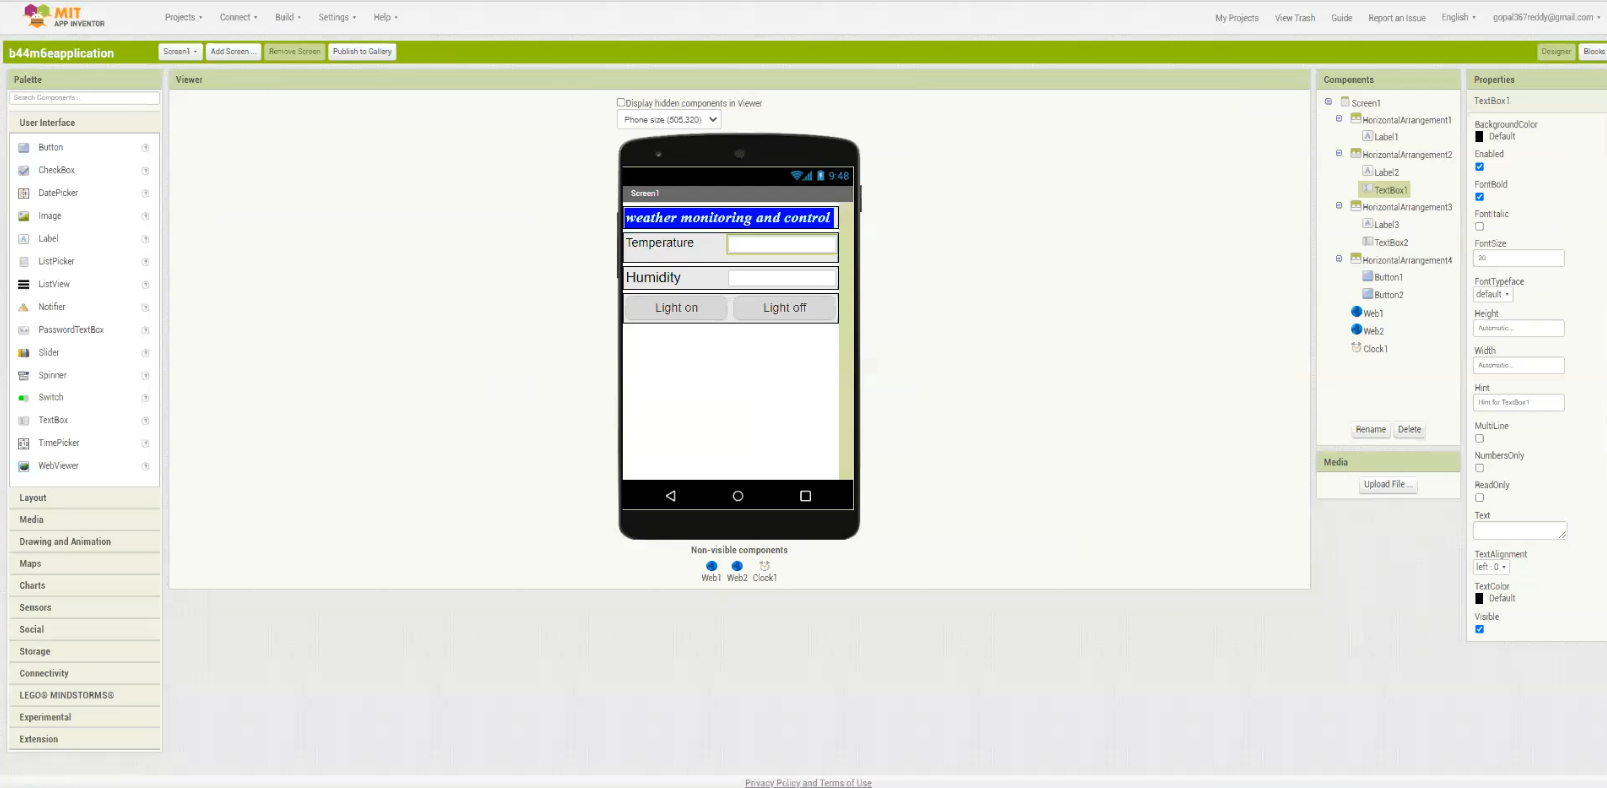 MIT
APP INVENTOR
Projects
Connect
Build
Settings
Help
My Projects
View Trash
Guide
Report an Issue
English
gopal367reddy@gmail.com
b44m6eapplication
Screen1
Add Screen ...
Remove Screen
Publish to Gallery
Designer
Blocks
Palette
Search Components...
User Interface
Button
CheckBox
DatePicker
Image
Label
ListPicker
ListView
Notifier
PasswordTextBox
Slider
Spinner
Switch
TextBox
TimePicker
WebViewer
Layout
Media
Drawing and Animation
Maps
Charts
Sensors
Social
Storage
Connectivity
LEGO® MINDSTORMS®
Experimental
Extension
Viewer
Display hidden components in Viewer
Phone size (505,320)
9:48
Screen1
weather monitoring and control
Temperature
Humidity
Light on Light off
Non-visible components
Web1 Web2 Clock1
Components
Screen1
HorizontalArrangement1
Label1
HorizontalArrangement2
Label2
TextBox1
HorizontalArrangement3
Label3
TextBox2
HorizontalArrangement4
Button1
Button2
Web1
Web2
Clock1
Rename Delete
Media
Upload File ...
Properties
TextBox1
BackgroundColor
Default
Enabled
FontBold
FontItalic
FontSize
20
FontTypeface
default
Height
Automatic...
Width
Automatic...
Hint
Hint for TextBox1
MultiLine
NumbersOnly
ReadOnly
Text
TextAlignment
left : 0
TextColor
Default
Visible
Privacy Policy and Terms of Use